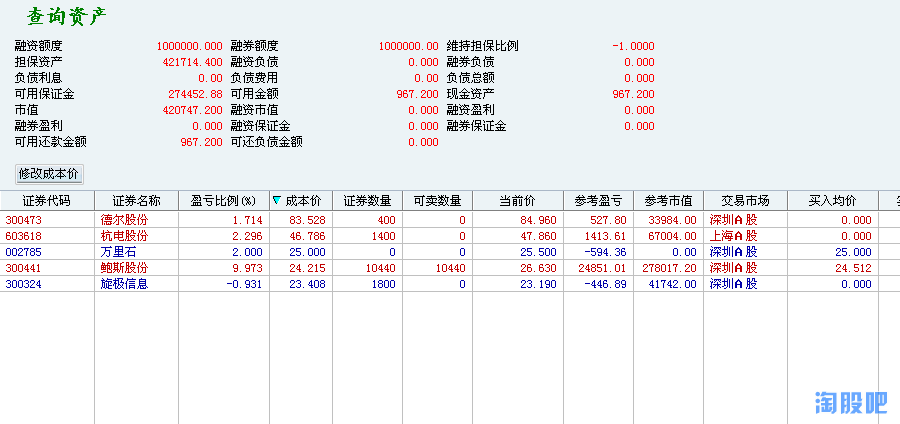 查询资产
融资额度 1000000.000 融券额度 1000000.00 维持担保比例 -1.0000
担保资产 421714.400 融资负债 0.000 融券负债 0.000
负债利息 0.00 负债费用 0.00 负债总额 0.000
可用保证金 274452.88 可用金额 967.200 现金资产 967.200
市值 420747.200 融资市值 0.000 融资盈利 0.000
融券盈利 0.000 融资保证金 0.000 融券保证金 0.000
可用还款金额 967.200 可还负债金额 0.000
修改成本价
证券代码 证券名称 盈亏比例(%) 成本价 证券数量 可卖数量 当前价 参考盈亏 参考市值 交易市场 买入均价
300473 德尔股份 1.714 83.528 400 0 84.960 527.80 33984.00 深圳A股 0.000
603618 杭电股份 2.296 46.786 1400 0 47.860 1413.61 67004.00 上海A股 0.000
002785 万里石 2.000 25.000 0 0 25.500 -594.36 0.00 深圳A股 25.000
300441 鲍斯股份 9.973 24.215 10440 10440 26.630 24851.01 278017.20 深圳A股 24.512
300324 旋极信息 -0.931 23.408 1800 0 23.190 -446.89 41742.00 深圳A股 0.000
淘股吧